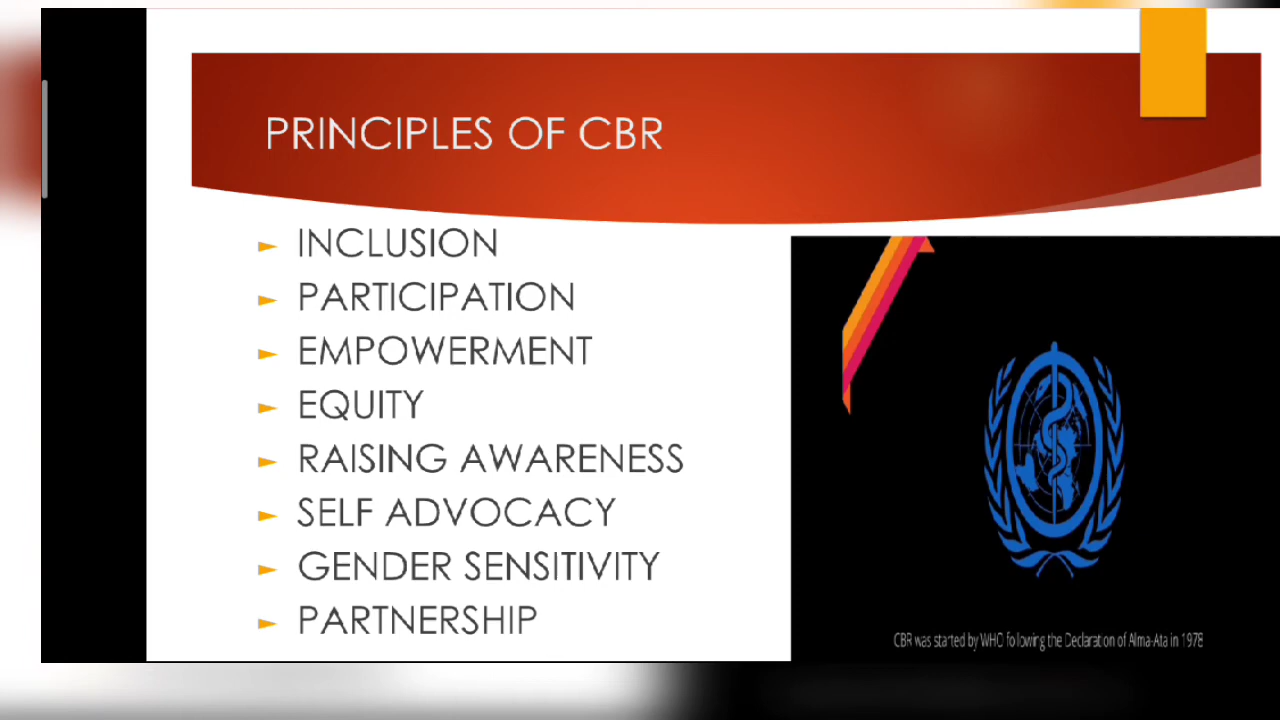 PRINCIPLES OF CBR
INCLUSION
PARTICIPATION
EMPOWERMENT
EQUITY
RAISING AWARENESS
SELF ADVOCACY
GENDER SENSITIVITY
PARTNERSHIP
CBR was started by WHO following the Declaration of Alma-Ata in 1978